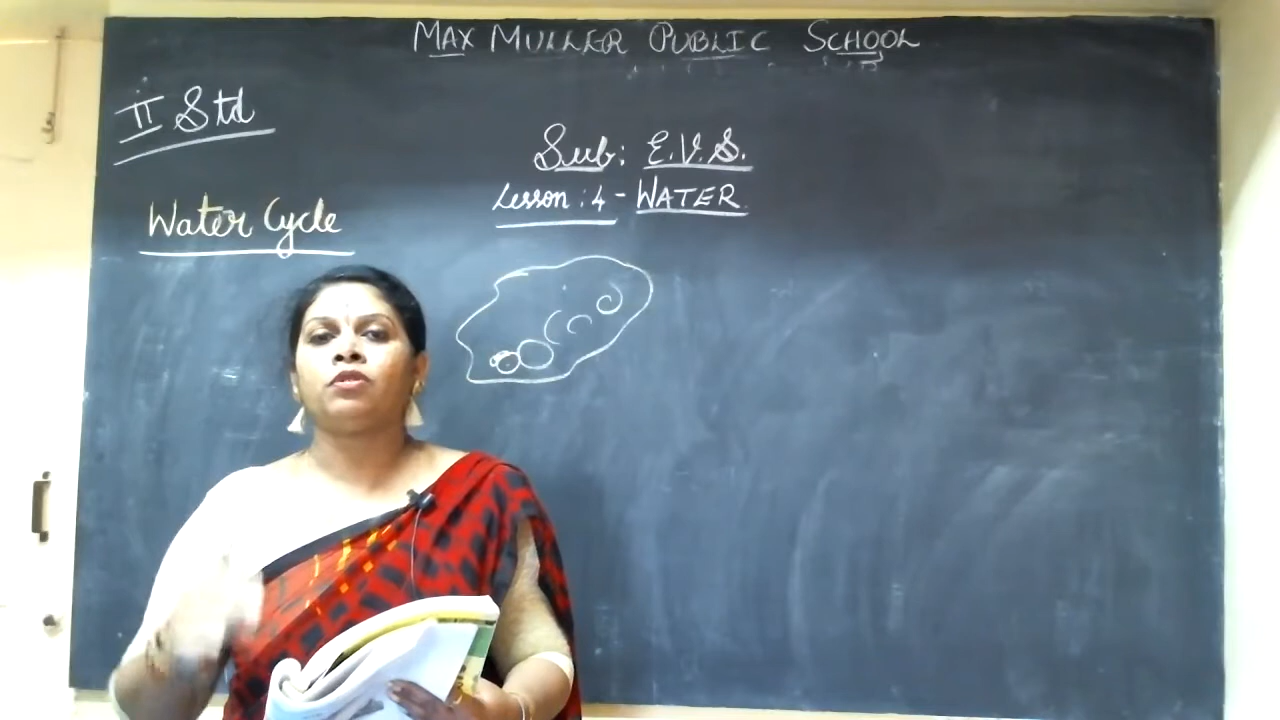 MAX MULLER PUBLIC SCHOOL
II Std
Sub: E.V.S.
Lesson: 4 - WATER
Water Cycle